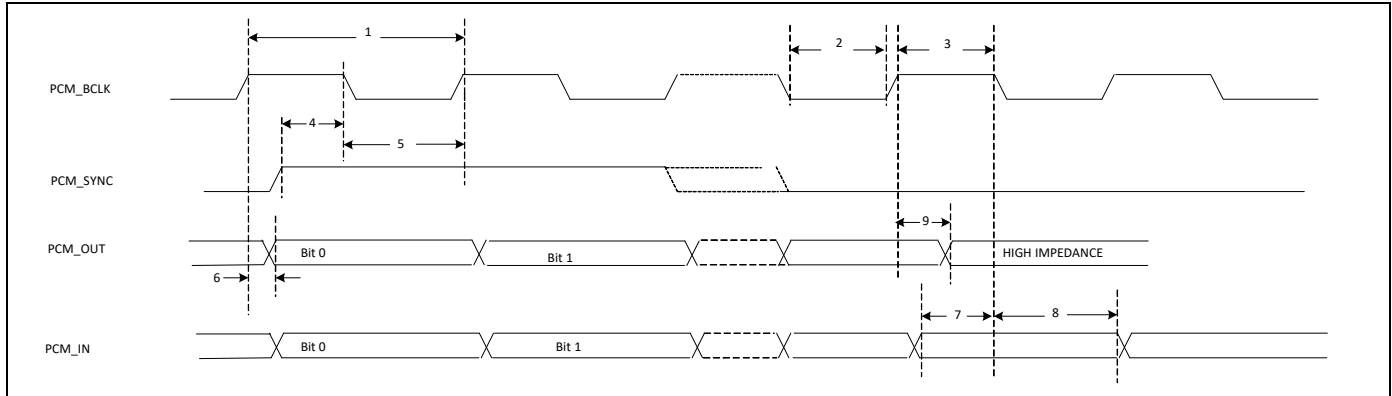 1
2
3
PCM_BCLK
4
5
PCM_SYNC
9
PCM_OUT
Bit 0
Bit 1
HIGH IMPEDANCE
6
7
8
PCM_IN
Bit 0
Bit 1